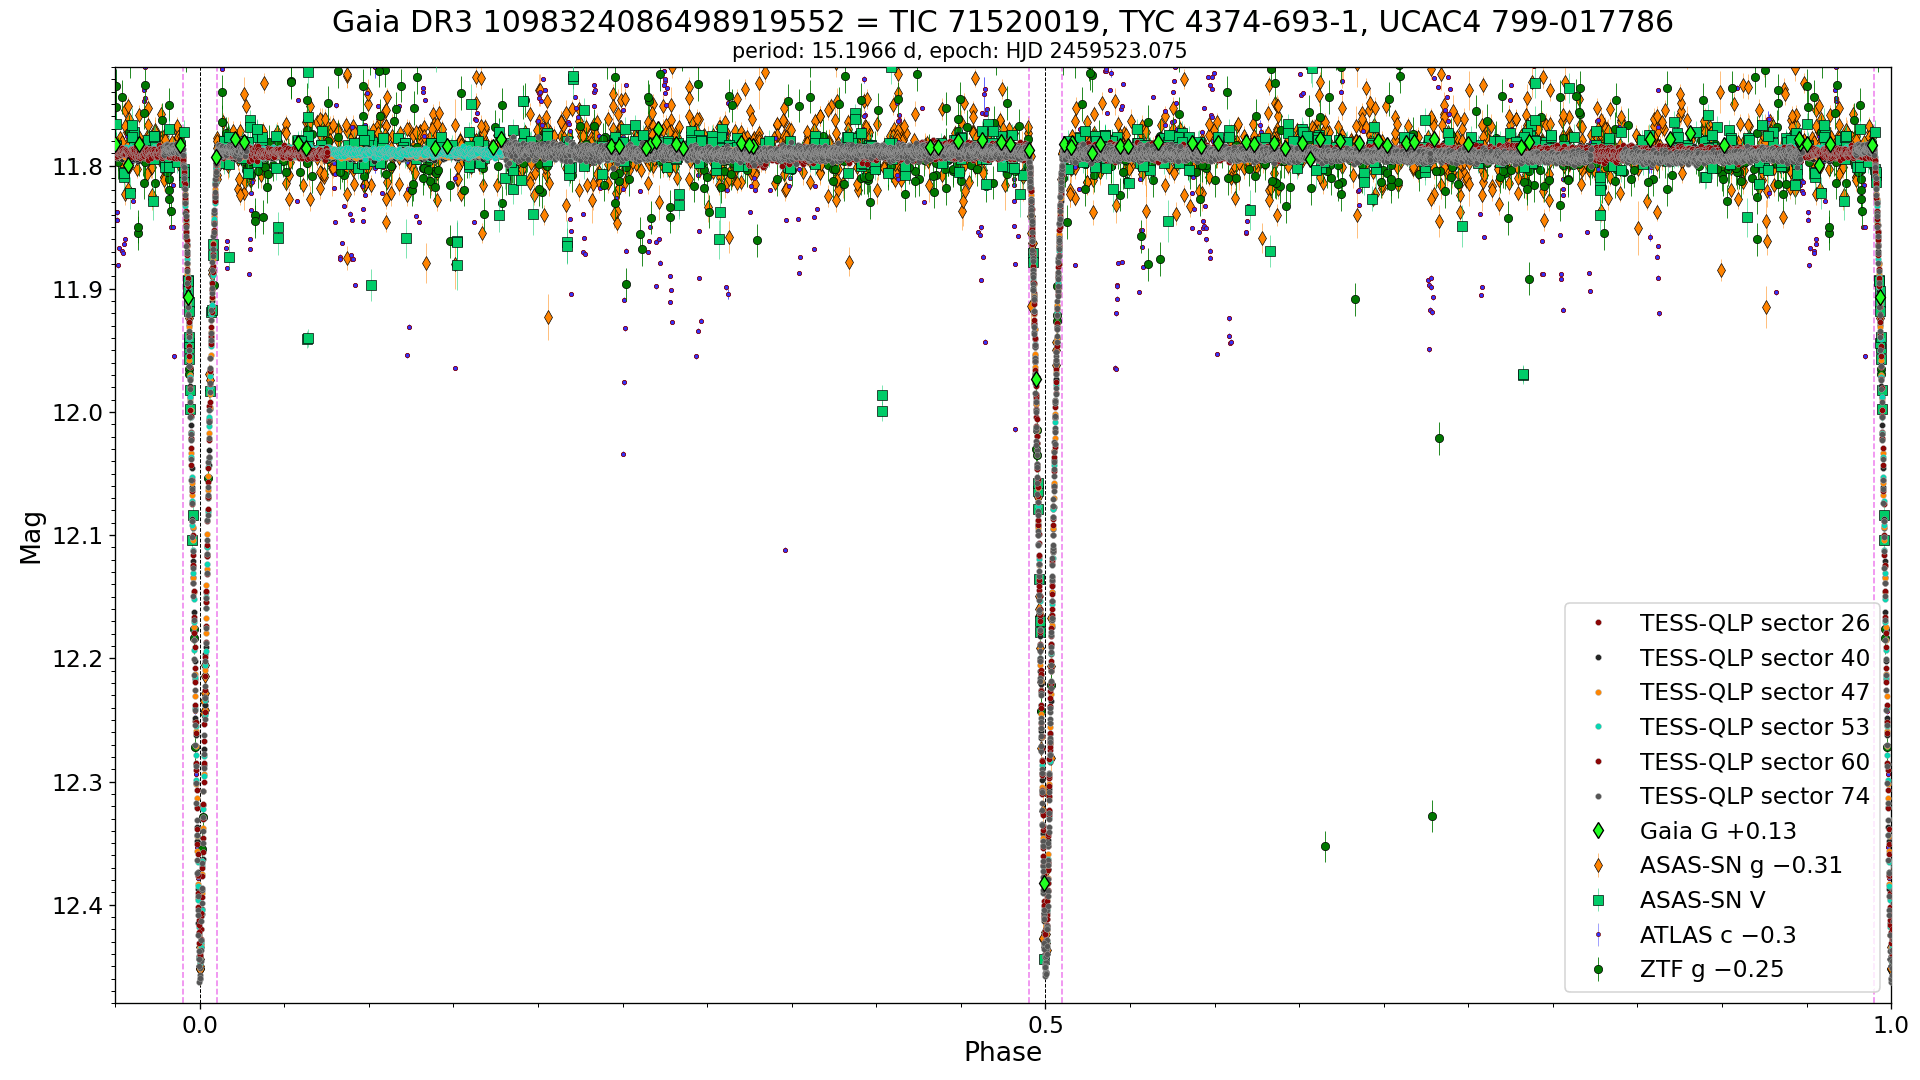 Gaia DR3 1098324086498919552 = TIC 71520019, TYC 4374-693-1, UCAC4 799-017786
period: 15.1966 d, epoch: HJD 2459523.075
Mag
11.8
11.9
12.0
12.1
12.2
12.3
12.4
TESS-QLP sector 26
TESS-QLP sector 40
TESS-QLP sector 47
TESS-QLP sector 53
TESS-QLP sector 60
TESS-QLP sector 74
Gaia G +0.13
ASAS-SN g −0.31
ASAS-SN V
ATLAS c −0.3
ZTF g −0.25
0.0
0.5
1.0
Phase